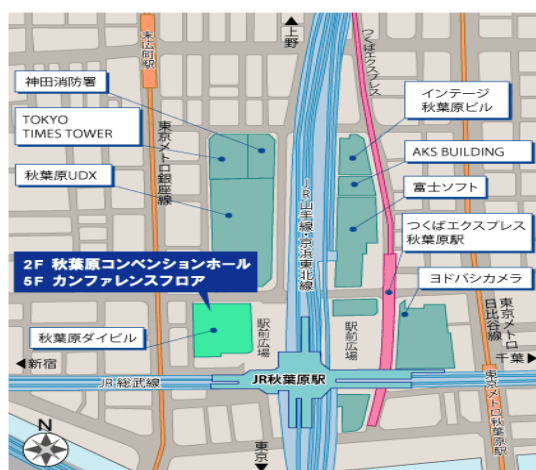 ▲
上野
末広町駅
つくばエクスプレス
神田消防署
TOKYO
TIMES TOWER
秋葉原UDX
東京メトロ銀座線
JR山手線・京浜東北線
インテージ
秋葉原ビル
AKS BUILDING
富士ソフト
つくばエクスプレス
秋葉原駅
ヨドバシカメラ
2F 秋葉原コンベンションホール
5F カンファレンスフロア
秋葉原ダイビル
駅前広場
駅前広場
東京メトロ
日比谷線
◀新宿
千葉▶
JR 総武線
JR秋葉原駅
東京メトロ秋葉原駅
N
東京
▼